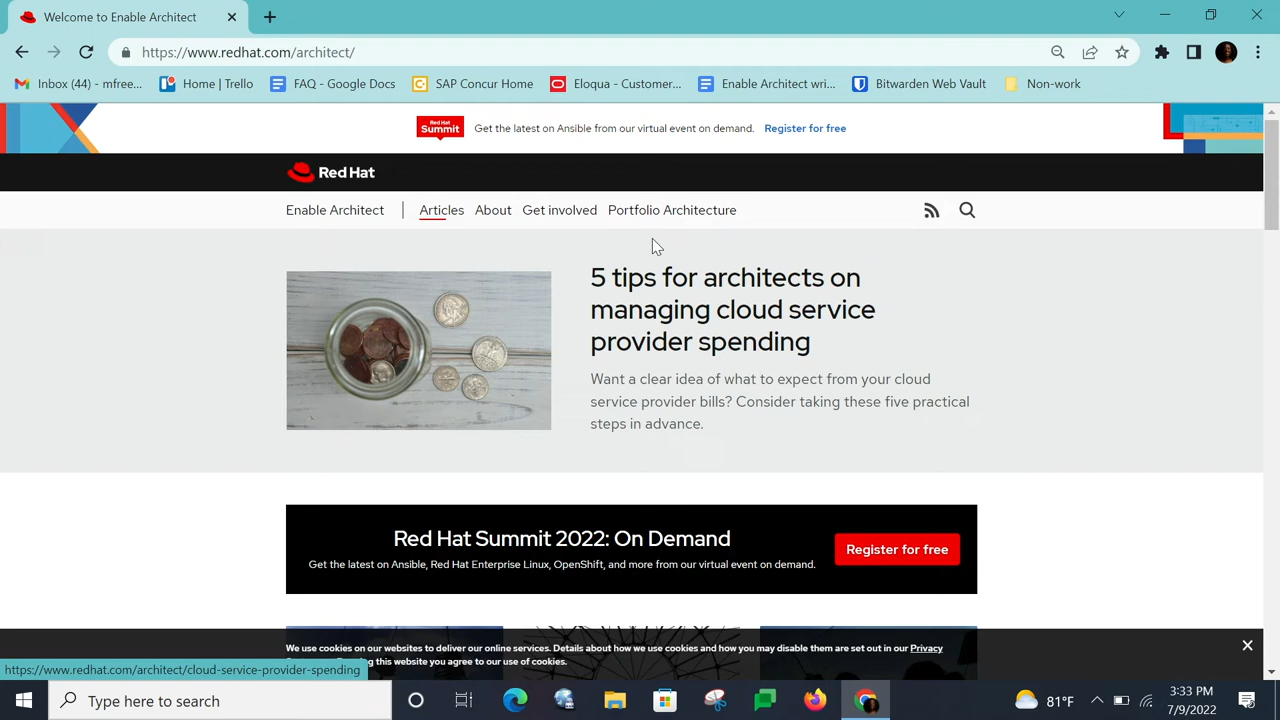 Welcome to Enable Architect
https://www.redhat.com/architect/
Inbox (44) - mfree...
Home | Trello
FAQ - Google Docs
SAP Concur Home
Eloqua - Customer...
Enable Architect wri...
Bitwarden Web Vault
Non-work
Red Hat
Summit
Get the latest on Ansible from our virtual event on demand.
Register for free
Red Hat
Enable Architect
Articles
About
Get involved
Portfolio Architecture
5 tips for architects on
managing cloud service
provider spending
Want a clear idea of what to expect from your cloud
service provider bills? Consider taking these five practical
steps in advance.
Red Hat Summit 2022: On Demand
Get the latest on Ansible, Red Hat Enterprise Linux, OpenShift, and more from our virtual event on demand.
Register for free
We use cookies on our websites to deliver our online services. Details about how we use cookies and how you may disable them are set out in our Privacy
this website you agree to our use of cookies.
https://www.redhat.com/architect/cloud-service-provider-spending
Type here to search
81°F
3:33 PM
7/9/2022